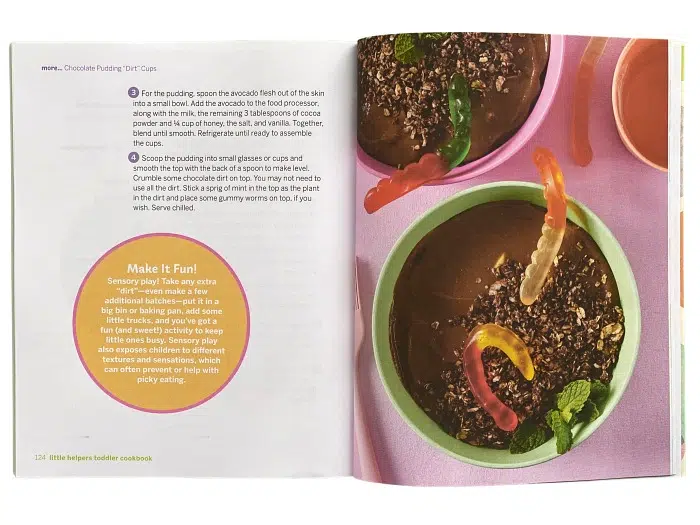 more... Chocolate Pudding "Dirt" Cups
3 For the pudding, spoon the avocado flesh out of the skin
into a small bowl. Add the avocado to the food processor,
along with the milk, the remaining 3 tablespoons of cocoa
powder and ¼ cup of honey, the salt, and vanilla. Together,
blend until smooth. Refrigerate until ready to assemble
the cups.
4 Scoop the pudding into small glasses or cups and
smooth the top with the back of a spoon to make level.
Crumble some chocolate dirt on top. You may not need to
use all the dirt. Stick a sprig of mint in the top as the plant
in the dirt and place some gummy worms on top, if you
wish. Serve chilled.
Make It Fun!
Sensory play! Take any extra
"dirt"—even make a few
additional batches—put it in a
big bin or baking pan, add some
little trucks, and you've got a
fun (and sweet!) activity to keep
little ones busy. Sensory play
also exposes children to different
textures and sensations, which
can often prevent or help with
picky eating.
124 little helpers toddler cookbook